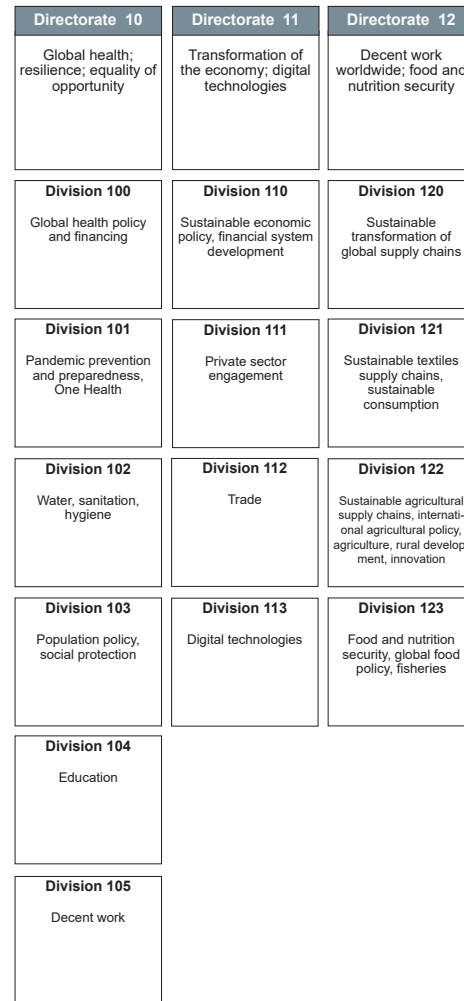 Directorate 10
Global health;
resilience; equality of
opportunity
Division 100
Global health policy
and financing
Division 101
Pandemic prevention
and preparedness,
One Health
Division 102
Water, sanitation,
hygiene
Division 103
Population policy,
social protection
Division 104
Education
Division 105
Decent work
Directorate 11
Transformation of
the economy; digital
technologies
Division 110
Sustainable economic
policy, financial system
development
Division 111
Private sector
engagement
Division 112
Trade
Division 113
Digital technologies
Directorate 12
Decent work
worldwide; food and
nutrition security
Division 120
Sustainable
transformation of
global supply chains
Division 121
Sustainable textiles
supply chains,
sustainable
consumption
Division 122
Sustainable agricultural
supply chains, internati-
onal agricultural policy,
agriculture, rural develop-
ment, innovation
Division 123
Food and nutrition
security, global food
policy, fisheries